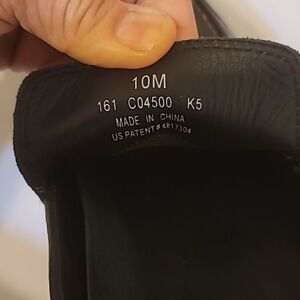 10M
161 C04500 K5
MADE IN CHINA
US PATENT # 4817304